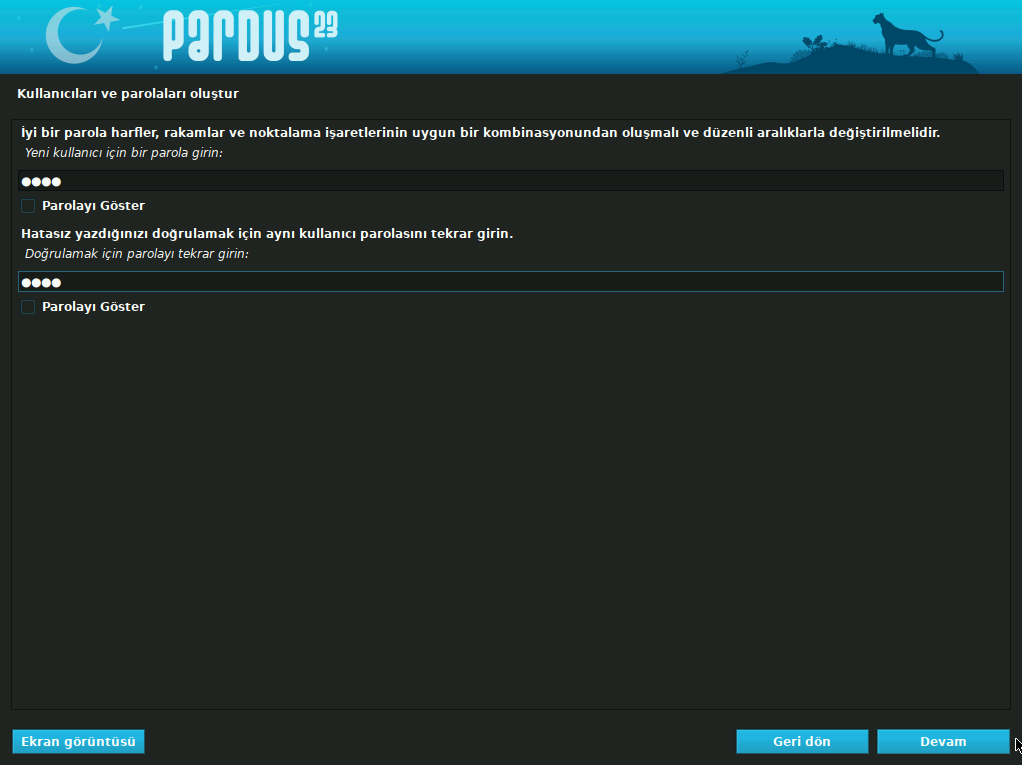 parDUS 23
Kullanıcıları ve parolaları oluştur
İyi bir parola harfler, rakamlar ve noktalama işaretlerinin uygun bir kombinasyonundan oluşmalı ve düzenli aralıklarla değiştirilmelidir.
Yeni kullanıcı için bir parola girin:
●●●●
Parolayı Göster
Hatasız yazdığınızı doğrulamak için aynı kullanıcı parolasını tekrar girin.
Doğrulamak için parolayı tekrar girin:
●●●●
Parolayı Göster
Ekran görüntüsü
Geri dön
Devam